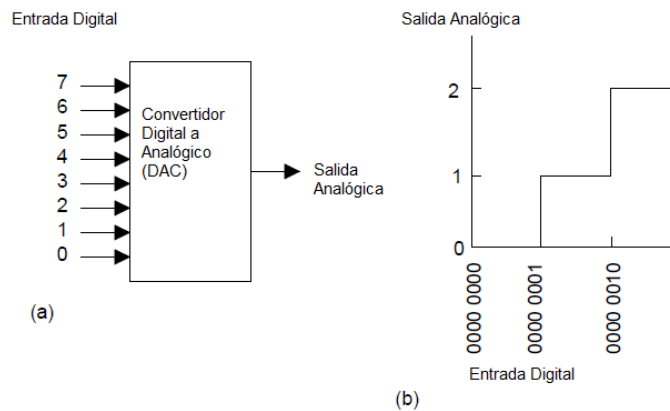 Entrada Digital
7
6
5
4
3
2
1
0
Convertidor
Digital a
Analógico
(DAC)
Salida
Analógica
(a)
Salida Analógica
2
1
0
0000 0000
0000 0001
0000 0010
Entrada Digital
(b)